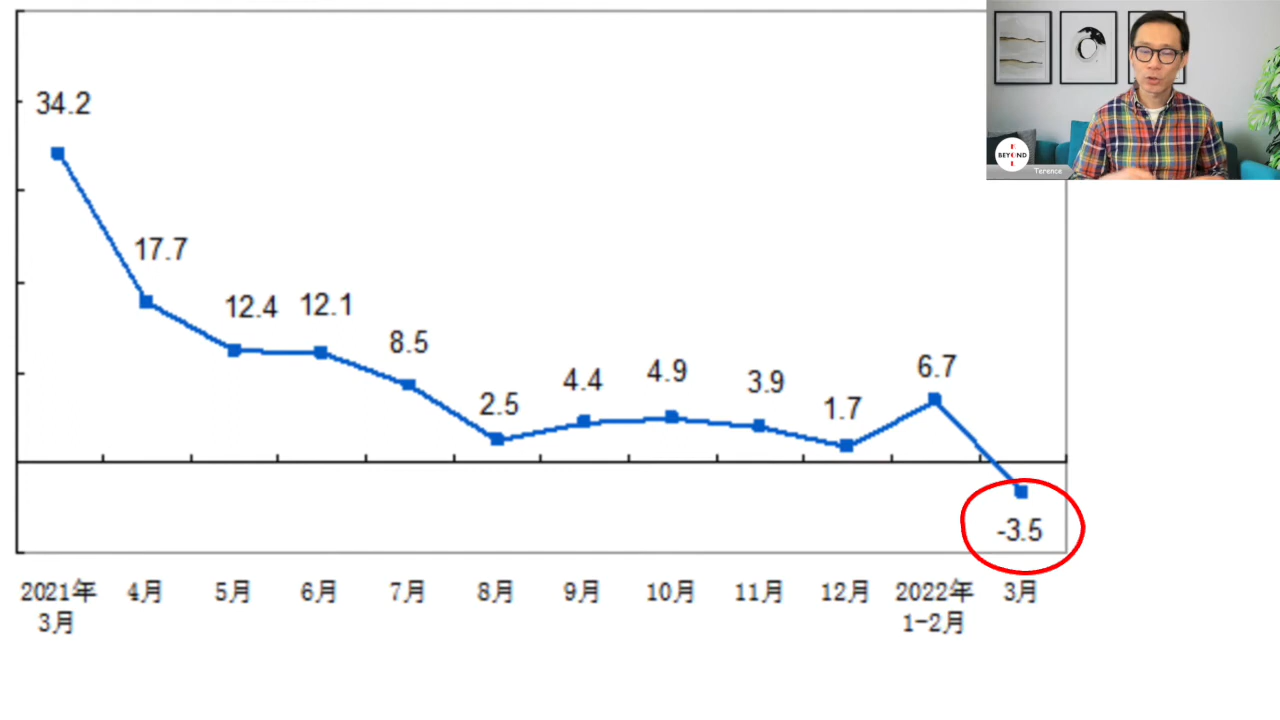 34.2
17.7
12.4
12.1
8.5
2.5
4.4
4.9
3.9
1.7
6.7
-3.5
2021年
3月
4月
5月
6月
7月
8月
9月
10月
11月
12月
2022年
1-2月
3月
BEYOND
Terence